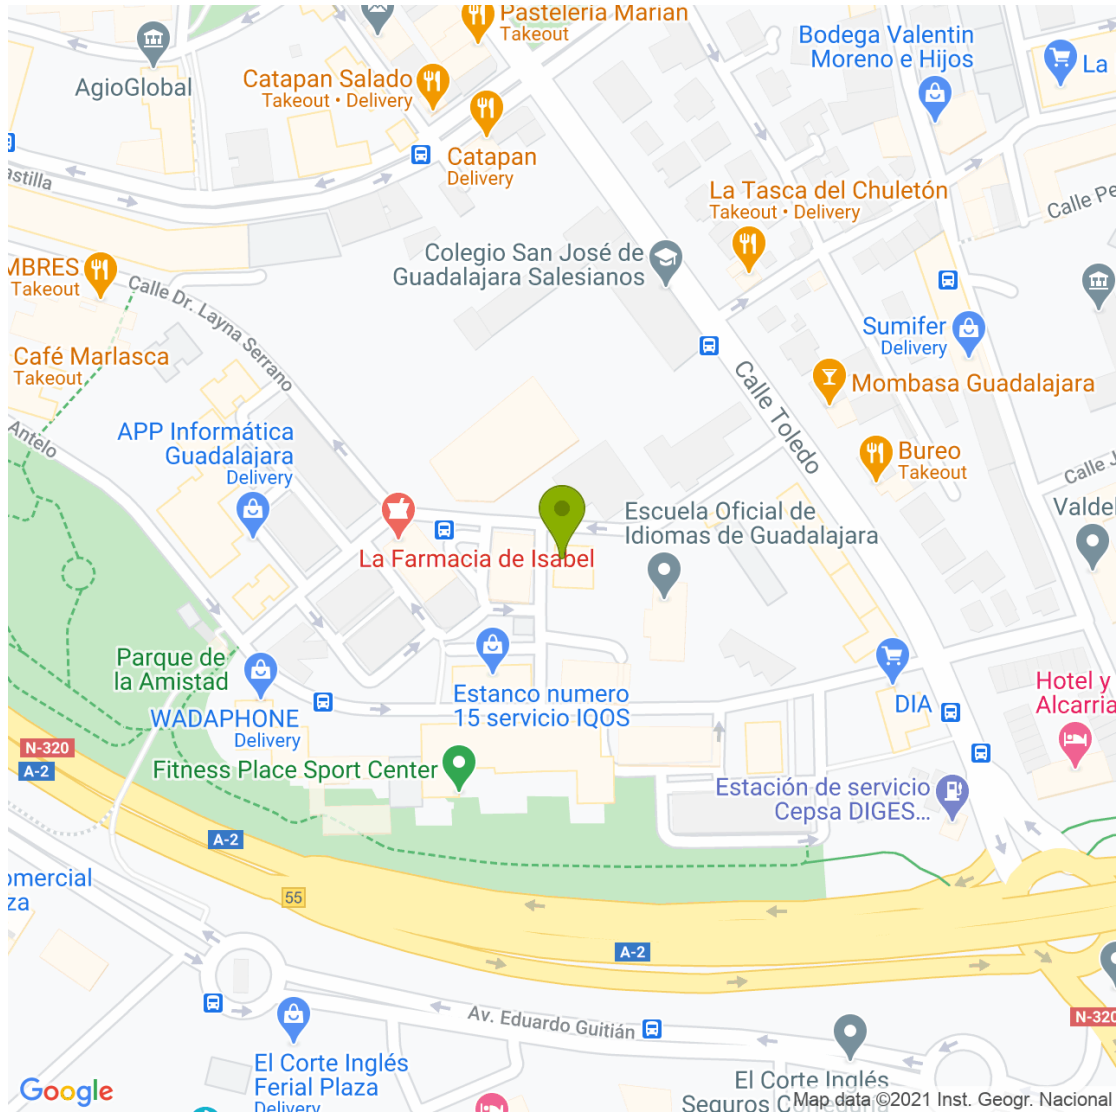 Pastelería Marian
Takeout
AgioGlobal
Catapan Salado
Takeout • Delivery
Catapan
Delivery
Bodega Valentin
Moreno e Hijos
La
astilla
La Tasca del Chuletón
Takeout • Delivery
Calle Pe
Colegio San José de
Guadalajara Salesianos
MBRES
Takeout
Calle Dr. Layna Serrano
Sumifer
Delivery
Café Marlasca
Takeout
Calle Toledo
Mombasa Guadalajara
Antelo
APP Informática
Guadalajara
Delivery
Bureo
Takeout
Calle J
Valdel
Escuela Oficial de
Idiomas de Guadalajara
La Farmacia de Isabel
Parque de
la Amistad
WADAPHONE
Delivery
Estanco numero
15 servicio IQOS
DIA
Hotel y
Alcarria
N-320
A-2
Fitness Place Sport Center
Estación de servicio
Cepsa DIGES...
A-2
omercial
za
55
A-2
N-320
Av. Eduardo Guitián
El Corte Inglés
Ferial Plaza
Delivery
El Corte Inglés
Seguros Correduría
Google
Map data ©2021 Inst. Geogr. Nacional